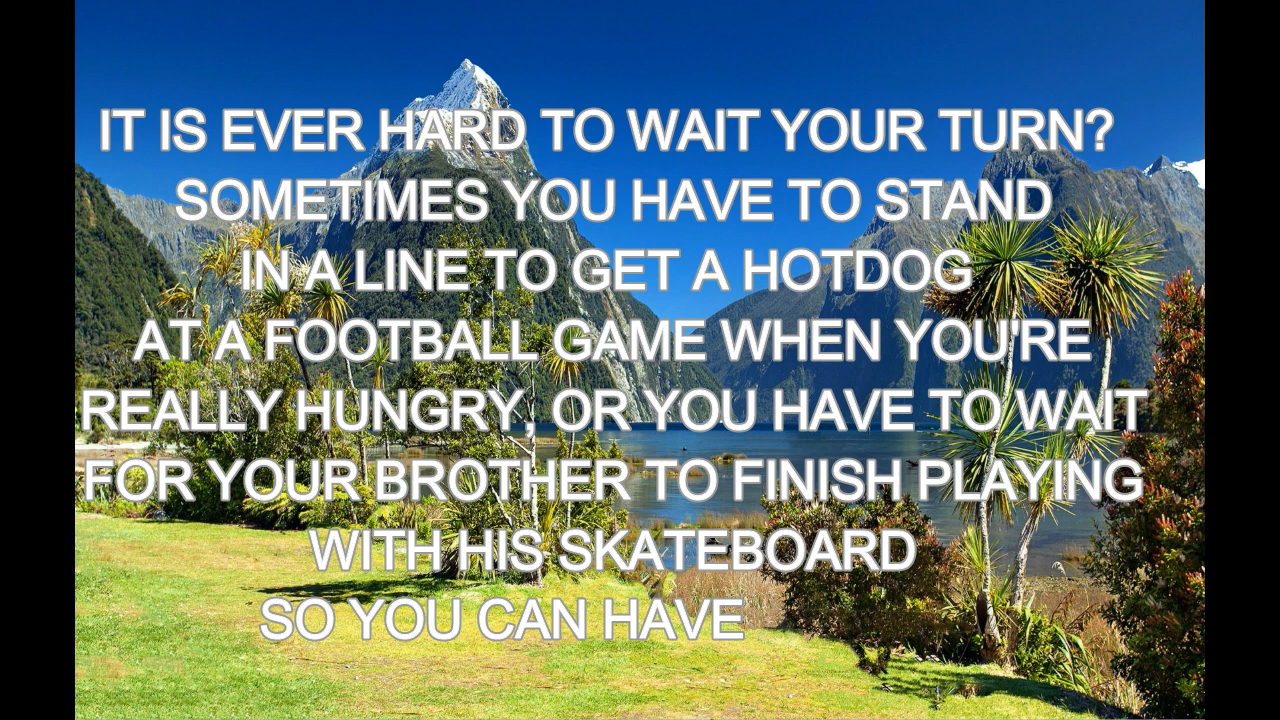 IT IS EVER HARD TO WAIT YOUR TURN?
SOMETIMES YOU HAVE TO STAND
IN A LINE TO GET A HOTDOG
AT A FOOTBALL GAME WHEN YOU'RE
REALLY HUNGRY, OR YOU HAVE TO WAIT
FOR YOUR BROTHER TO FINISH PLAYING
WITH HIS SKATEBOARD
SO YOU CAN HAVE